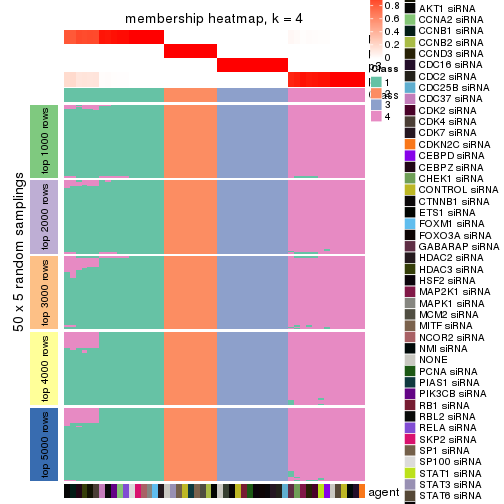 membership heatmap, k = 4
50 x 5 random samplings
top 1000 rows
top 2000 rows
top 3000 rows
top 4000 rows
top 5000 rows
0.8
0.6
0.4
0.2
0
Class
1
2
3
4
agent
AKT1 siRNA
CCNA2 siRNA
CCNB1 siRNA
CCNB2 siRNA
CCND3 siRNA
CDC16 siRNA
CDC2 siRNA
CDC25B siRNA
CDC37 siRNA
CDK2 siRNA
CDK4 siRNA
CDK7 siRNA
CDKN2C siRNA
CEBPD siRNA
CEBPZ siRNA
CHEK1 siRNA
CONTROL siRNA
CTNNB1 siRNA
ETS1 siRNA
FOXM1 siRNA
FOXO3A siRNA
GABARAP siRNA
HDAC2 siRNA
HDAC3 siRNA
HSF2 siRNA
MAP2K1 siRNA
MAPK1 siRNA
MCM2 siRNA
MITF siRNA
NCOR2 siRNA
NMI siRNA
NONE
PCNA siRNA
PIAS1 siRNA
PIK3CB siRNA
RB1 siRNA
RBL2 siRNA
RELA siRNA
SKP2 siRNA
SP1 siRNA
SP100 siRNA
STAT1 siRNA
STAT3 siRNA
STAT6 siRNA